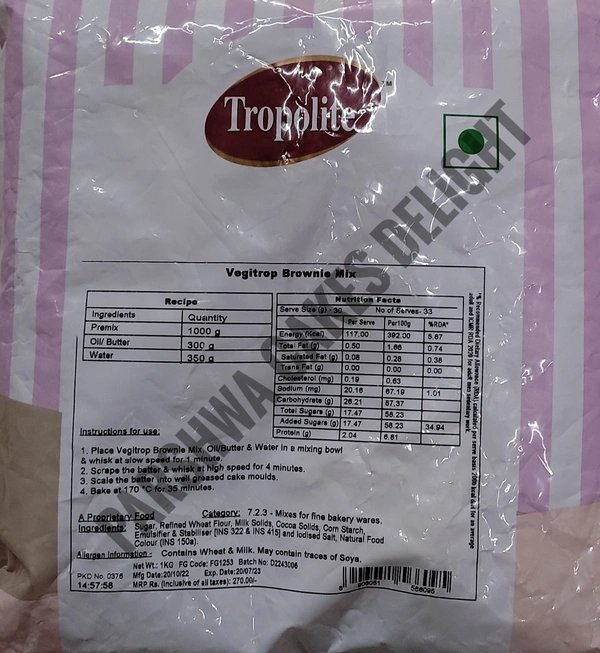 Tropolite
TM
Vegitrop Brownie Mix
Recipe
Ingredients Quantity
Premix 1000 g
Oil/ Butter 300 g
Water 350 g
Nutrition Facts
Serve Size (g) - 30 No of Serves- 33
Per Serve Per100g %RDA*
Energy (Kcal) 117.00 392.00 5.87
Total Fat (g) 0.50 1.66 0.74
Saturated Fat (g) 0.08 0.28 0.38
Trans Fat (g) 0.00 0.00 0.00
Cholesterol (mg) 0.19 0.63
Sodium (mg) 20.16 67.19 1.01
Carbohydrate (g) 26.21 87.37
Total Sugars (g) 17.47 58.23
Added Sugars (g) 17.47 58.23 34.94
Protein (g) 2.04 6.81
Instructions for use:
1. Place Vegitrop Brownie Mix, Oil/Butter & Water in a mixing bowl
& whisk at slow speed for 1 minute.
2. Scrape the batter & whisk at high speed for 4 minutes.
3. Scale the batter into well greased cake moulds.
4. Bake at 170 °C for 35 minutes.
A Proprietary Food Category: 7.2.3 - Mixes for fine bakery wares.
Ingredients: Sugar, Refined Wheat Flour, Milk Solids, Cocoa Solids, Corn Starch,
Emulsifier & Stabiliser [INS 322 & INS 415] and Iodised Salt, Natural Food
Colour (INS 150a).
Allergen Information - Contains Wheat & Milk. May contain traces of Soya.
Net Wt.: 1KG FG Code: FG1253 Batch No: D2243006
PKD No. 0376 Mfg Date:20/10/22 Exp. Date:20/07/23
14:57:58 MRP Rs. (inclusive of all taxes): 270.00/-
CAKES DELIGHT